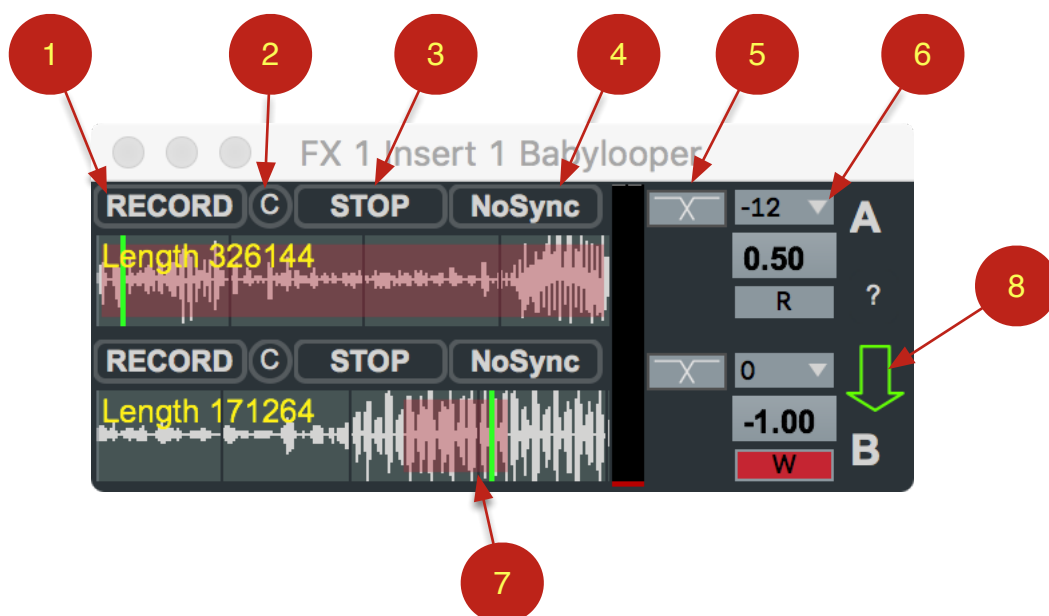 1 2 3 4 5 6
FX 1 Insert 1 Babylooper
RECORD C STOP NoSync -12 A
Length 326144 0.50
R ?
8
RECORD C STOP NoSync 0
Length 171264 -1.00 B
W
7